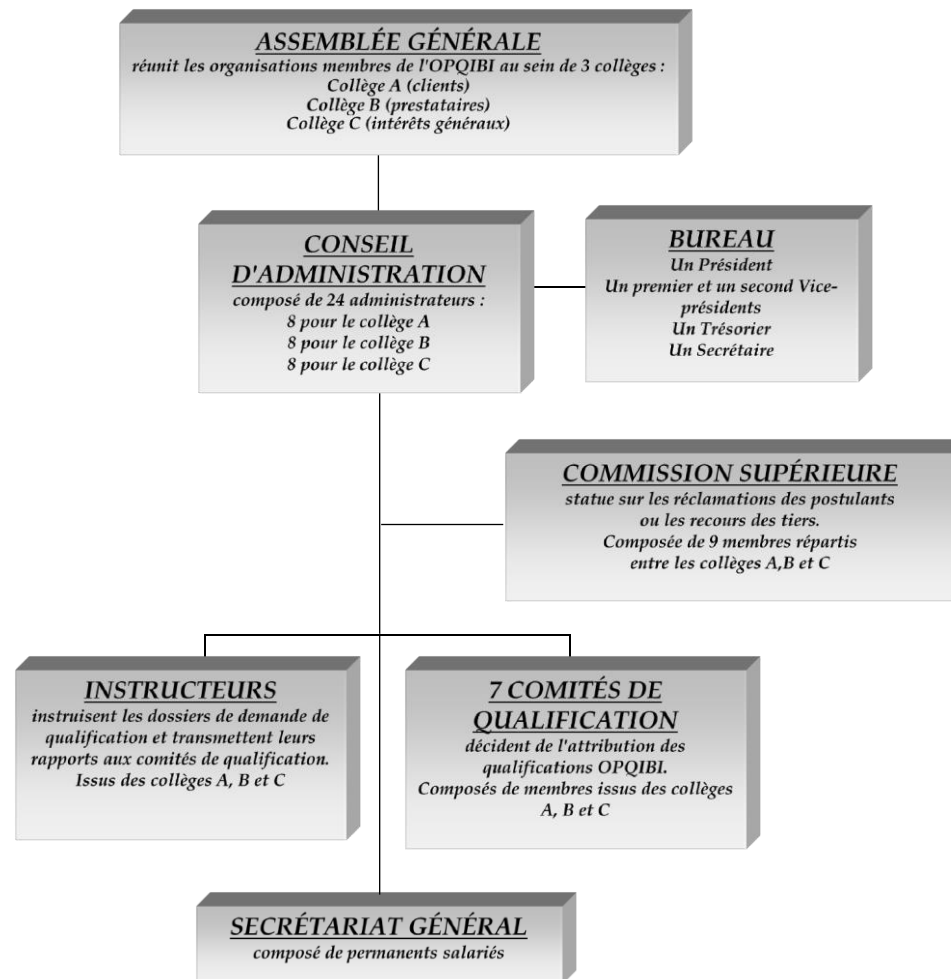 ASSEMBLÉE GÉNÉRALE
réunit les organisations membres de l'OPQIBI au sein de 3 collèges :
Collège A (clients)
Collège B (prestataires)
Collège C (intérêts généraux)
CONSEIL
D'ADMINISTRATION
composé de 24 administrateurs :
8 pour le collège A
8 pour le collège B
8 pour le collège C
BUREAU
Un Président
Un premier et un second Vice-
présidents
Un Trésorier
Un Secrétaire
COMMISSION SUPÉRIEURE
statue sur les réclamations des postulants
ou les recours des tiers.
Composée de 9 membres répartis
entre les collèges A,B et C
INSTRUCTEURS
instruisent les dossiers de demande de
qualification et transmettent leurs
rapports aux comités de qualification.
Issus des collèges A, B et C
7 COMITÉS DE
QUALIFICATION
décident de l'attribution des
qualifications OPQIBI.
Composés de membres issus des collèges
A, B et C
SECRÉTARIAT GÉNÉRAL
composé de permanents salariés